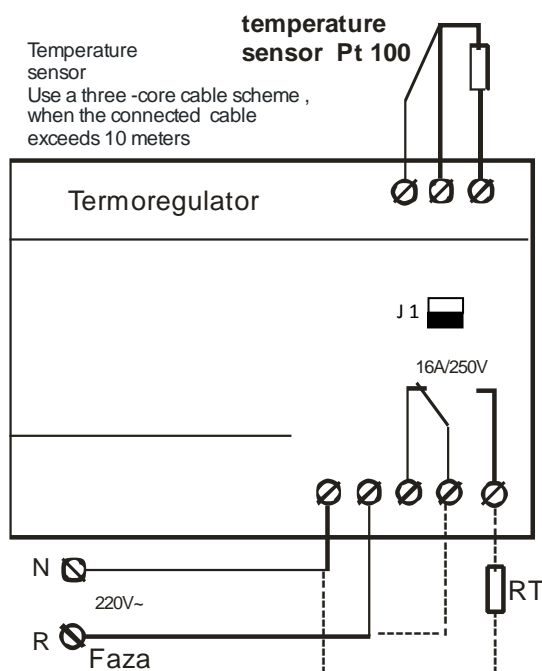 temperature
sensor Pt 100
Temperature
sensor
Use a three -core cable scheme ,
when the connected cable
exceeds 10 meters
Termoregulator
J 1
16A/250V
N
220V~
RT
R
Faza